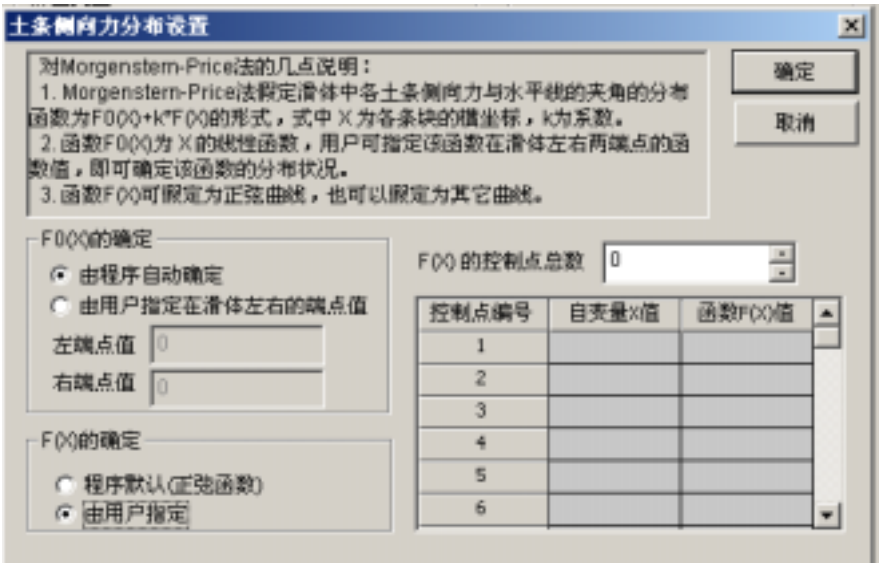 土条侧向力分布设置
对Morgenstern-Price法的几点说明：
1. Morgenstern-Price法假定滑体中各土条侧向力与水平线的夹角的分布
函数为F0(X)+k*F(X)的形式，式中 X 为各条块的横坐标，k为系数。
2. 函数F0(X)为 X 的线性函数，用户可指定该函数在滑体左右两端点的函
数值，即可确定该函数的分布状况。
3. 函数F(X)可假定为正弦曲线，也可以假定为其它曲线。
确定
取消
F0(X)的确定
由程序自动确定
由用户指定在滑体左右的端点值
左端点值 0
右端点值 0
F(X)的确定
程序默认(正弦函数)
由用户指定
F(X) 的控制点总数 0
控制点编号 自变量X值 函数F(X)值
1
2
3
4
5
6